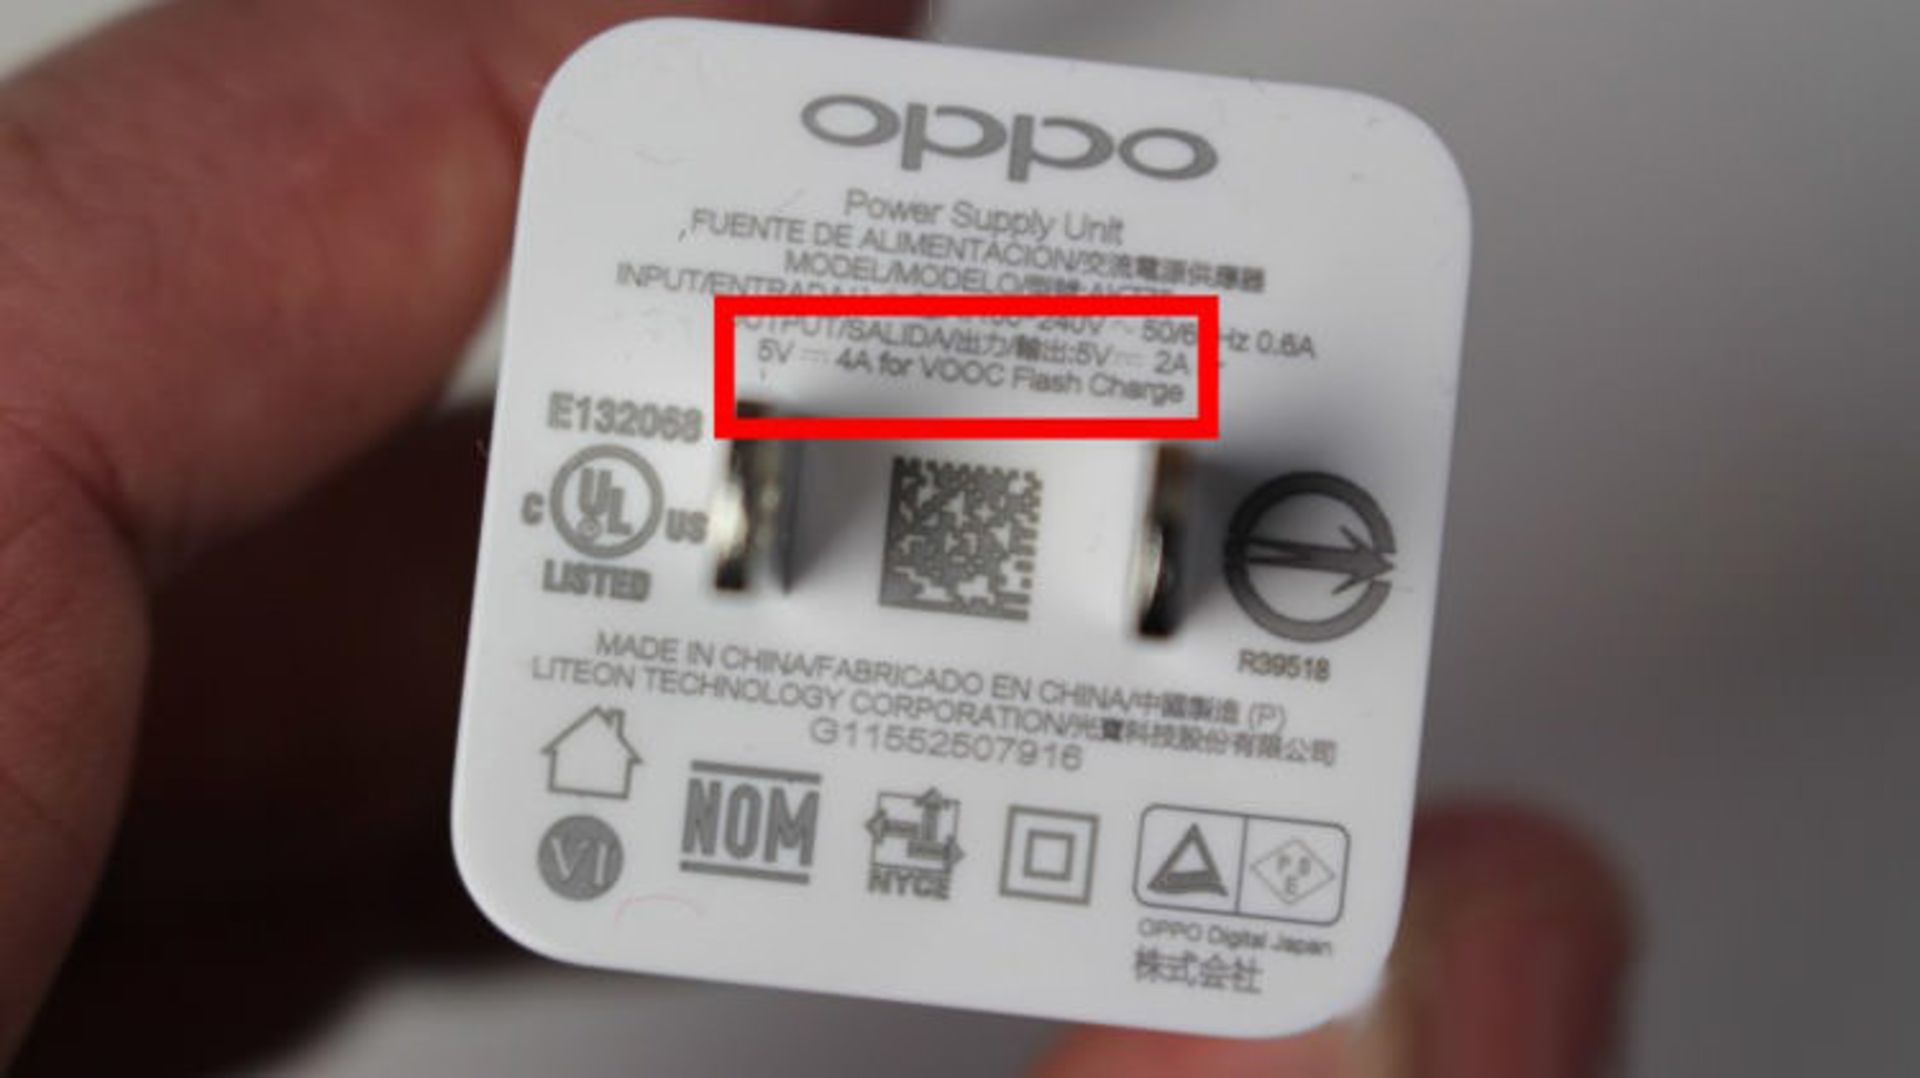 oppo
Power Supply Unit
FUENTE DE ALIMENTACION/交流電源供應器
MODEL/MODELO/型號:
INPUT/ENTRADA 100-240V ~ 50/6 Hz 0.6A
OUTPUT/SALIDA/出力/輸出:5V⎓ 2A
5V ⎓ 4A for VOOC Flash Charge
E132068
C UL US
LISTED
R39518
MADE IN CHINA/FABRICADO EN CHINA/中國製造 (P)
LITEON TECHNOLOGY CORPORATION/光寶科技股份有限公司
G11552507916
VI
NOM
NYCE
P S E
OPPO Digital Japan
株式会社